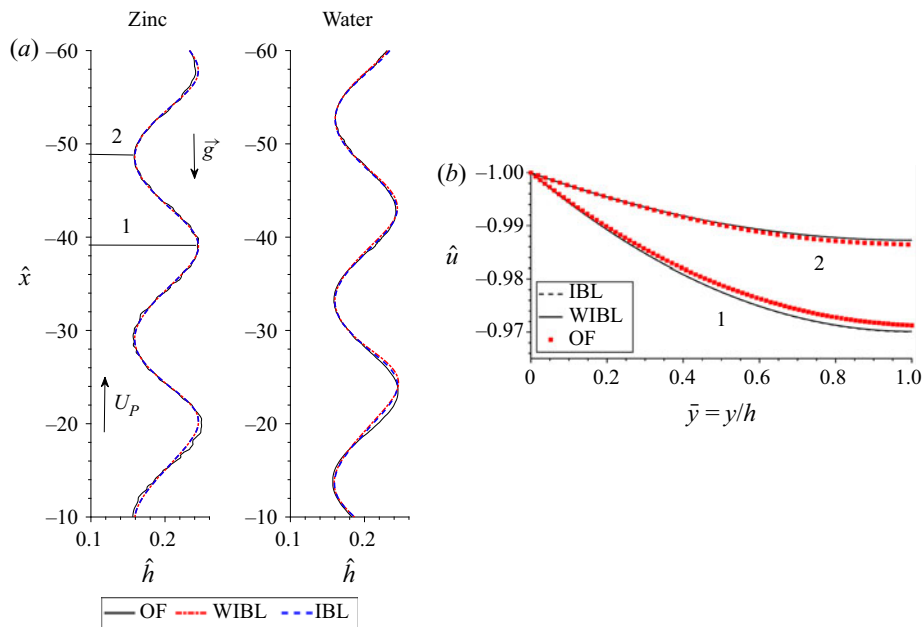 Zinc
Water
(a)
–60
–50
–40
–30
–20
–10
x̂
2
1
g⃗
U_P
0.1
0.2
ĥ
–60
–50
–40
–30
–20
–10
0.1
0.2
ĥ
OF
WIBL
IBL
(b)
–1.00
–0.99
–0.98
–0.97
û
2
1
IBL
WIBL
OF
0
0.2
0.4
0.6
0.8
1.0
ȳ = y/h